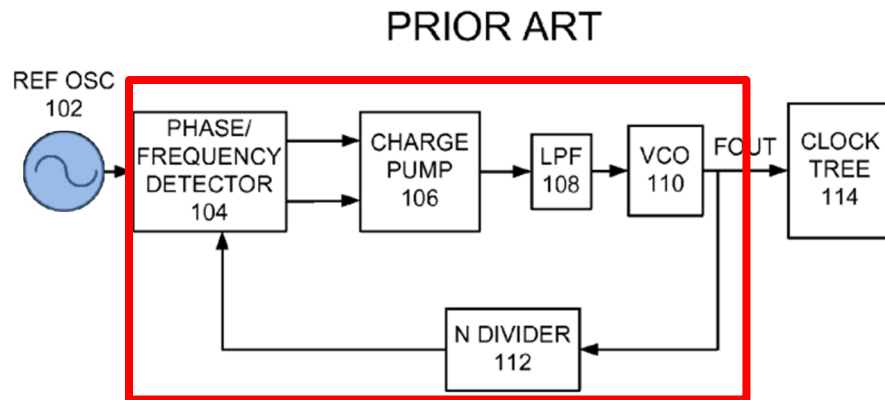 PRIOR ART
REF OSC
102
PHASE/
FREQUENCY
DETECTOR
104
CHARGE
PUMP
106
LPF
108
VCO
110
FOUT
CLOCK
TREE
114
N DIVIDER
112